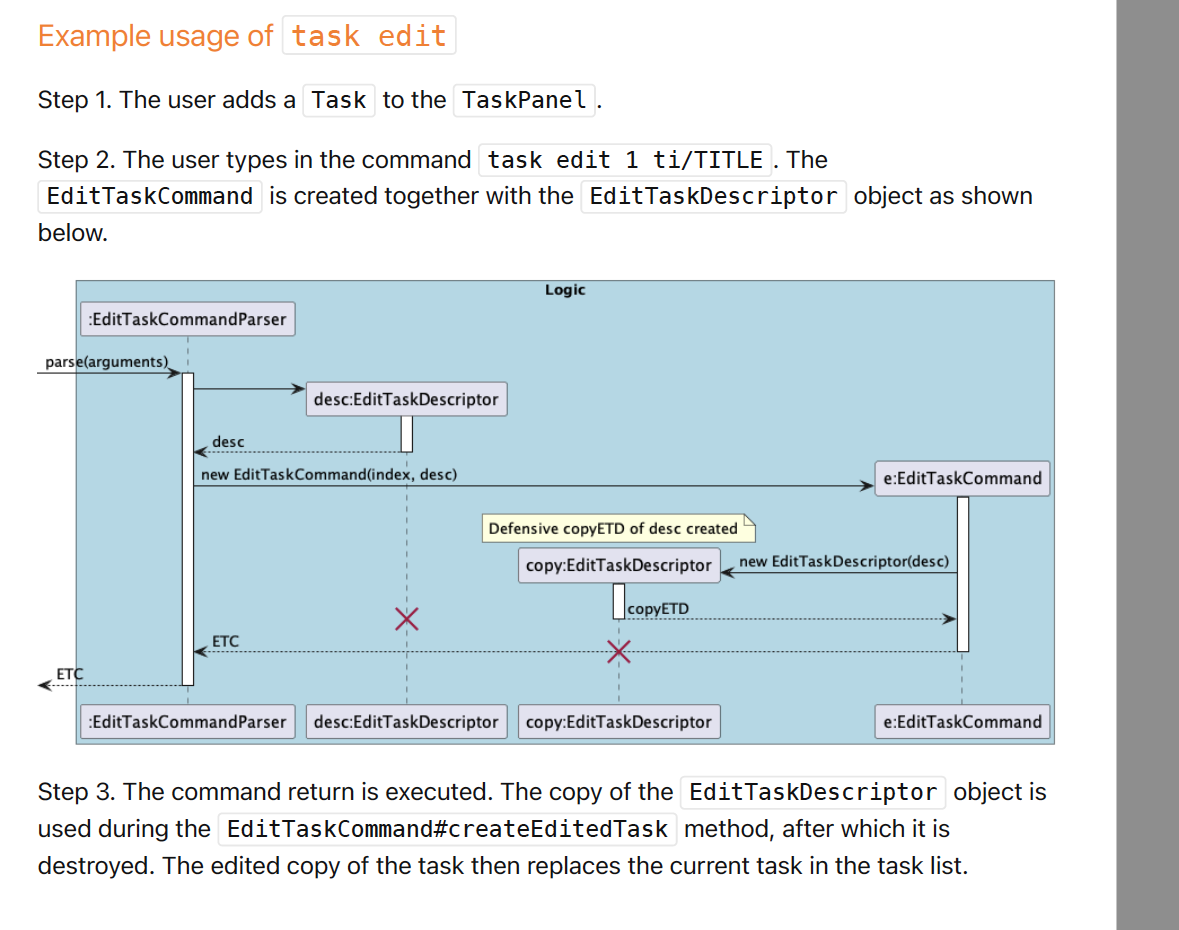 Example usage of task edit
Step 1. The user adds a Task to the TaskPanel .
Step 2. The user types in the command task edit 1 ti/TITLE . The
EditTaskCommand is created together with the EditTaskDescriptor object as shown
below.
Logic
:EditTaskCommandParser
parse(arguments)
desc:EditTaskDescriptor
desc
new EditTaskCommand(index, desc)
e:EditTaskCommand
Defensive copyETD of desc created
copy:EditTaskDescriptor
new EditTaskDescriptor(desc)
copyETD
ETC
ETC
:EditTaskCommandParser
desc:EditTaskDescriptor
copy:EditTaskDescriptor
e:EditTaskCommand
Step 3. The command return is executed. The copy of the EditTaskDescriptor object is
used during the EditTaskCommand#createEditedTask method, after which it is
destroyed. The edited copy of the task then replaces the current task in the task list.